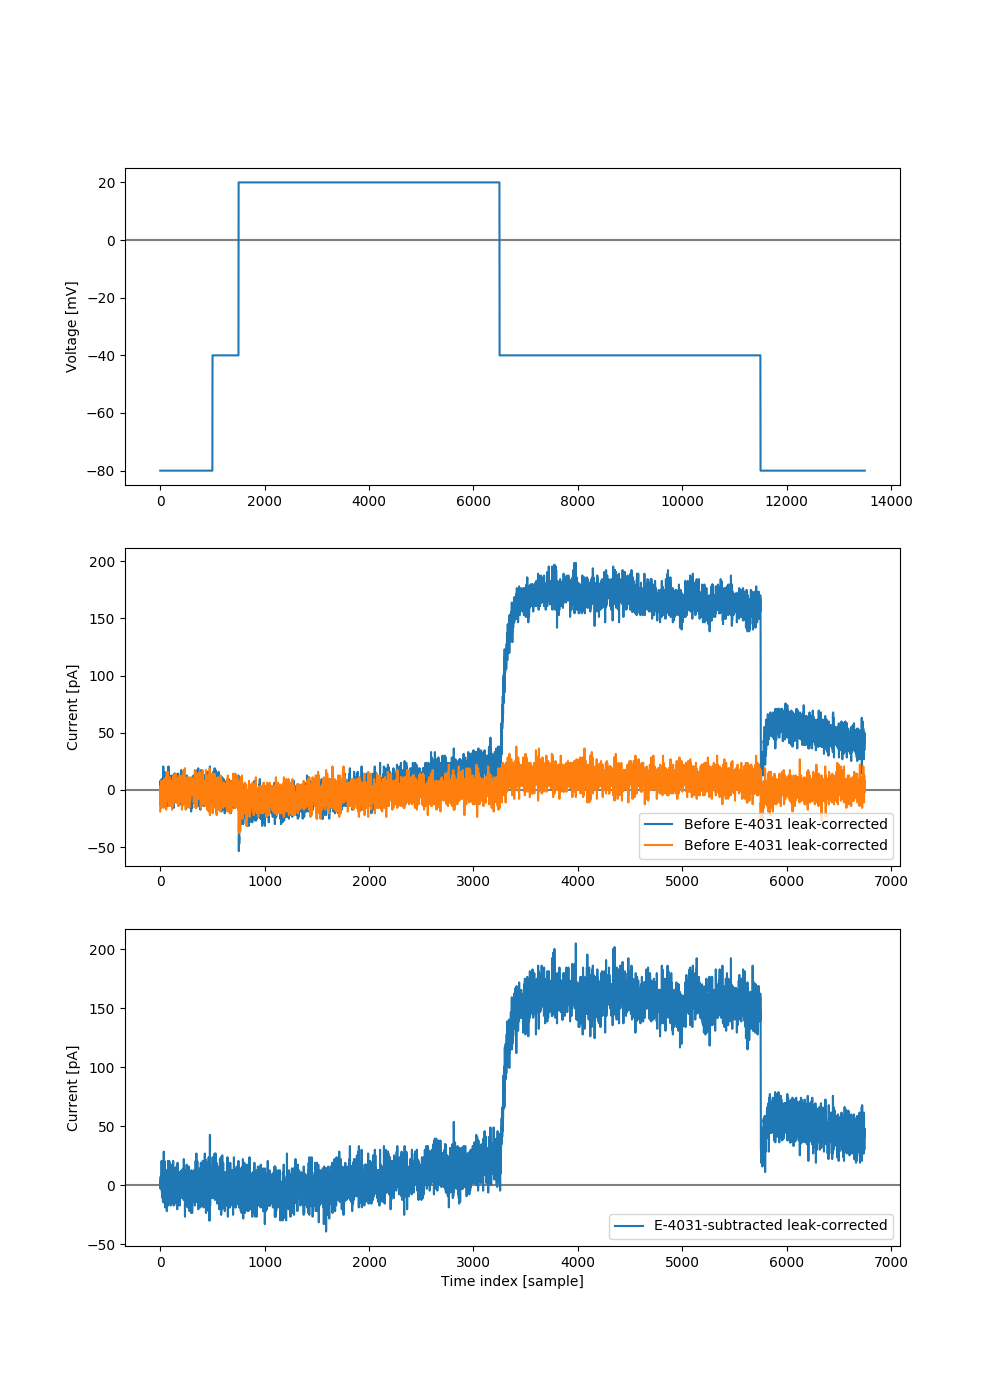 20
0
−20
−40
−60
−80
Voltage [mV]
0 2000 4000 6000 8000 10000 12000 14000
200
150
100
50
0
−50
Current [pA]
Before E-4031 leak-corrected
Before E-4031 leak-corrected
0 1000 2000 3000 4000 5000 6000 7000
200
150
100
50
0
−50
Current [pA]
E-4031-subtracted leak-corrected
0 1000 2000 3000 4000 5000 6000 7000
Time index [sample]